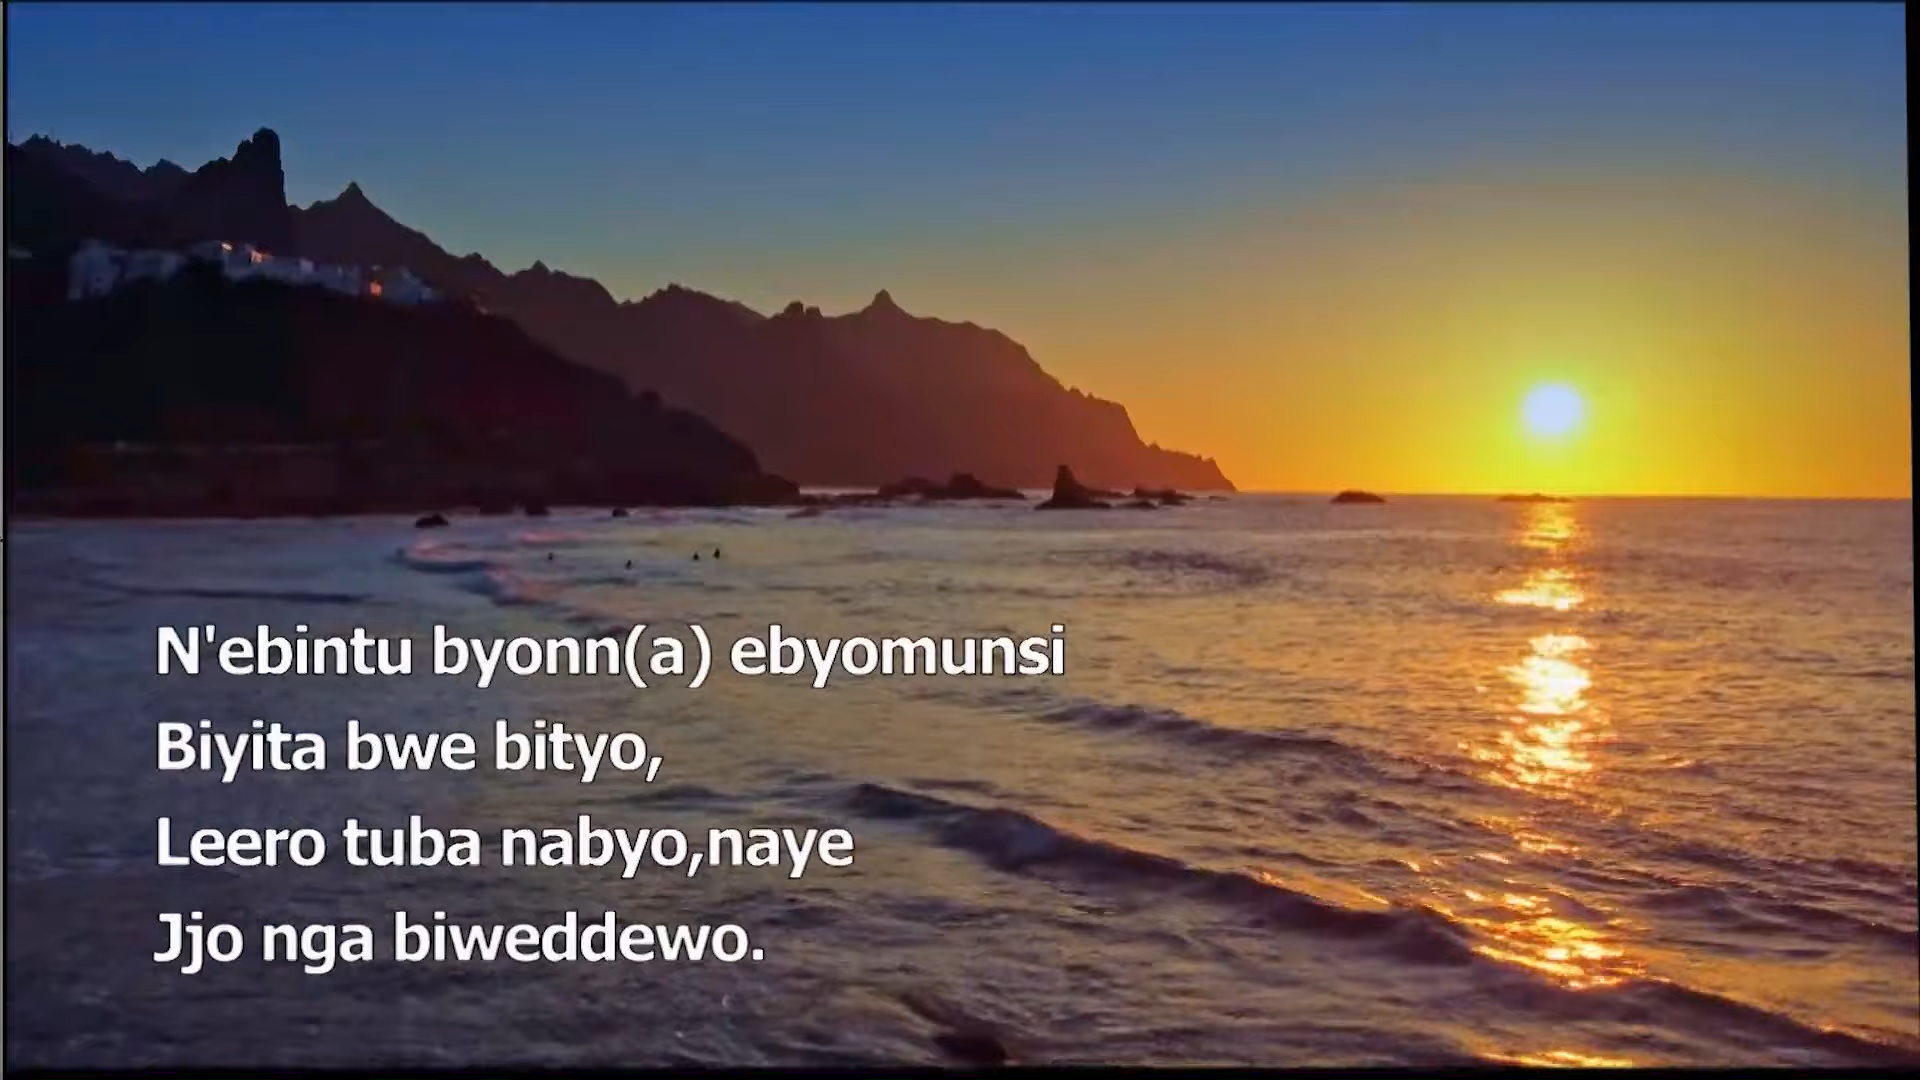 N'ebintu byonn(a) ebyomunsi
Biyita bwe bityo,
Leero tuba nabyo,naye
Jjo nga biweddewo.